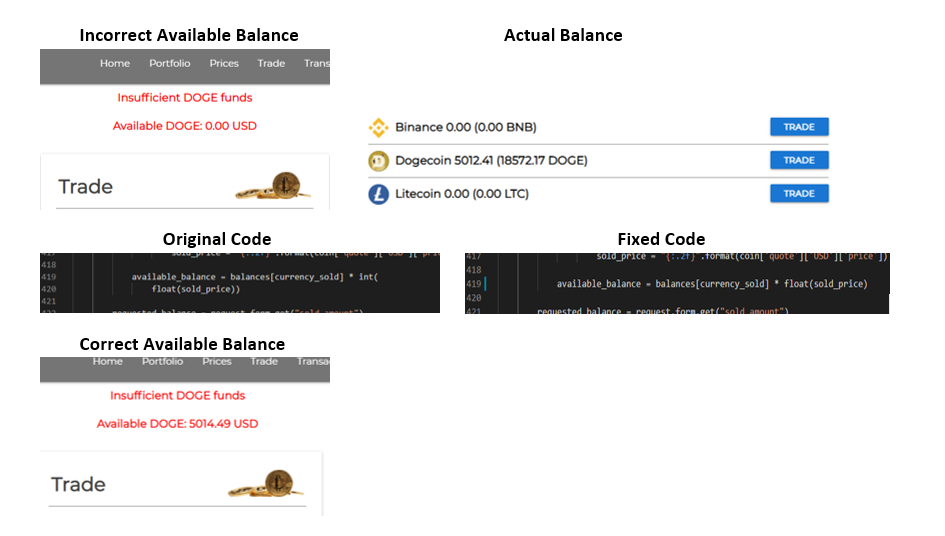 Incorrect Available Balance
Actual Balance
Home Portfolio Prices Trade Trans
Insufficient DOGE funds
Available DOGE: 0.00 USD
Trade
Binance 0.00 (0.00 BNB)
TRADE
Dogecoin 5012.41 (18572.17 DOGE)
TRADE
Litecoin 0.00 (0.00 LTC)
TRADE
Original Code
Fixed Code
417 sold_price = "{:.2f}".format(coin['quote']['USD']['pri
418
419 available_balance = balances[currency_sold] * int(
420 float(sold_price))
421
422 requested_balance = request.form.get("sold_amount")
417 sold_price = "{:.2f}".format(coin['quote']['USD']['price'])
418
419 available_balance = balances[currency_sold] * float(sold_price)
420
421 requested_balance = request.form.get("sold_amount")
Correct Available Balance
Home Portfolio Prices Trade Transa
Insufficient DOGE funds
Available DOGE: 5014.49 USD
Trade